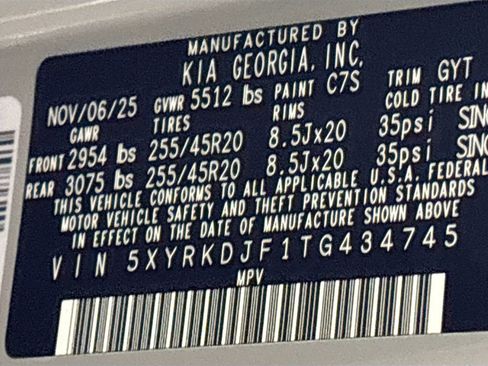 MANUFACTURED BY
KIA GEORGIA, INC.
NOV/06/25 GVWR 5512 lbs PAINT C7S TRIM GYT
GAWR TIRES RIMS COLD TIRE
FRONT 2954 lbs 255/45R20 8.5Jx20 35psi
REAR 3075 lbs 255/45R20 8.5Jx20 35psi
THIS VEHICLE CONFORMS TO ALL APPLICABLE U.S.A. FEDERAL
MOTOR VEHICLE SAFETY AND THEFT PREVENTION STANDARDS
IN EFFECT ON THE DATE OF MANUFACTURE SHOWN ABOVE
VIN 5XYRKDJF1TG434745
MPV